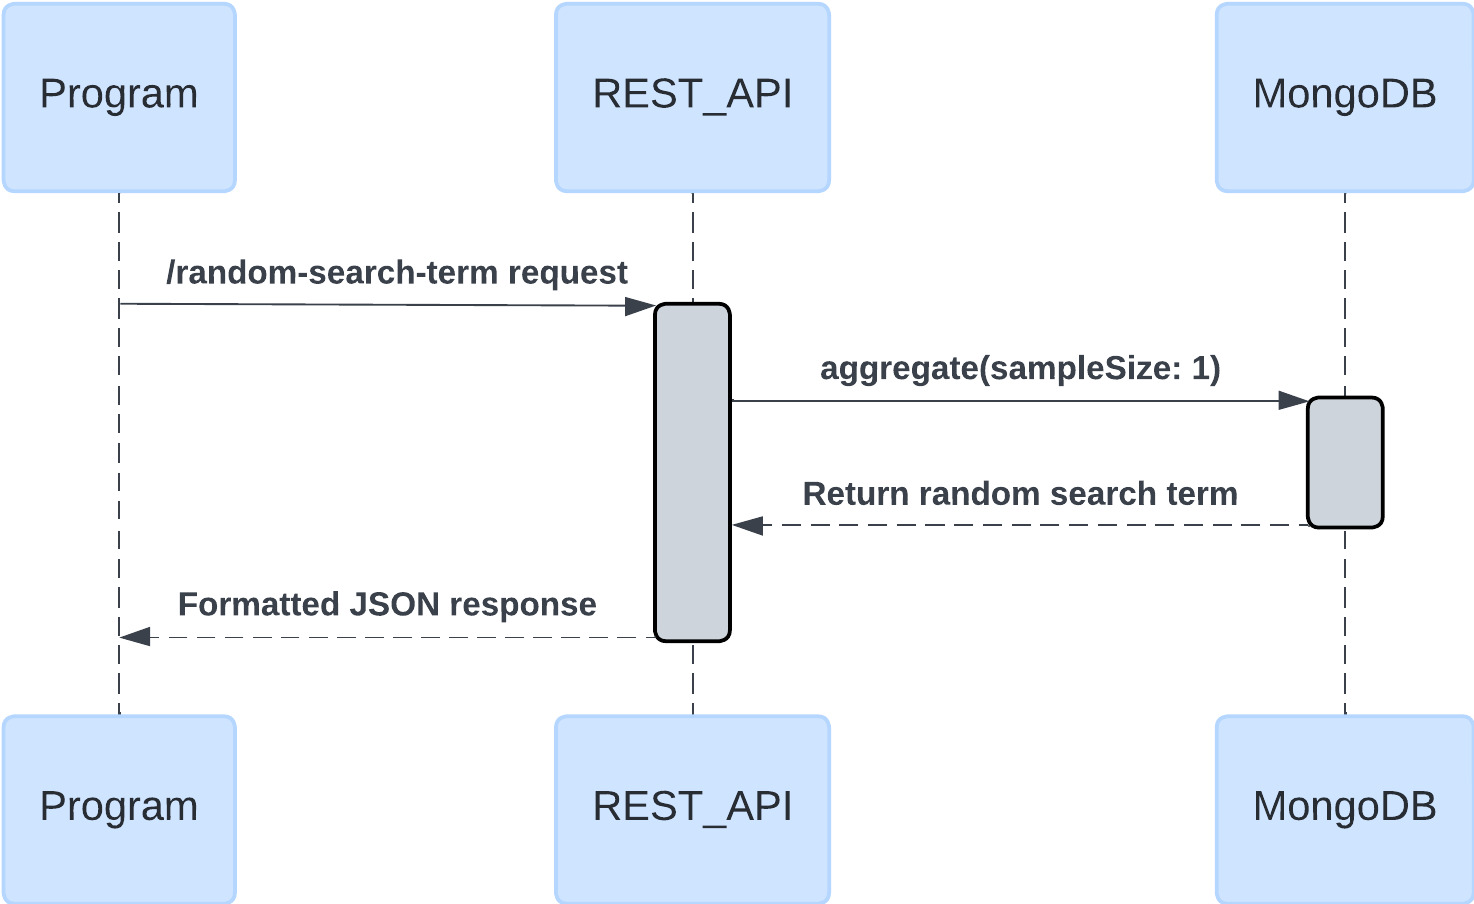 Program
REST_API
MongoDB
/random-search-term request
aggregate(sampleSize: 1)
Return random search term
Formatted JSON response
Program
REST_API
MongoDB